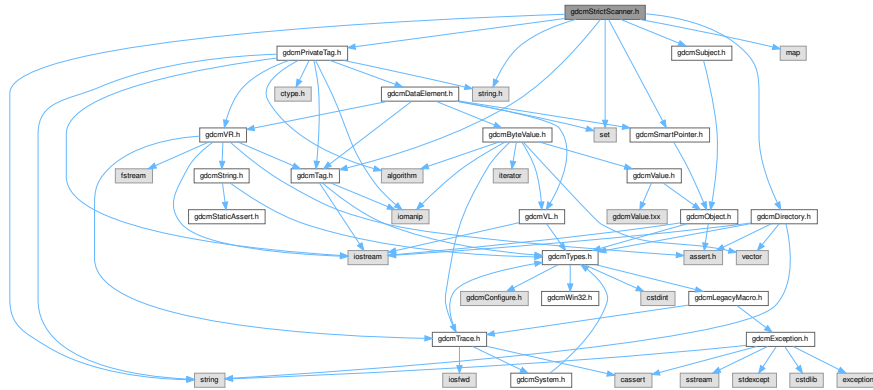 gdcmStrictScanner.h
gdcmPrivateTag.h
gdcmSubject.h
map
ctype.h
gdcmDataElement.h
string.h
gdcmVR.h
gdcmByteValue.h
set
gdcmSmartPointer.h
fstream
gdcmString.h
gdcmTag.h
algorithm
iterator
gdcmValue.h
gdcmStaticAssert.h
iomanip
gdcmVL.h
gdcmValue.txx
gdcmObject.h
gdcmDirectory.h
iostream
gdcmTypes.h
assert.h
vector
gdcmConfigure.h
gdcmWin32.h
cstdint
gdcmLegacyMacro.h
gdcmTrace.h
gdcmException.h
string
iosfwd
gdcmSystem.h
cassert
sstream
stdexcept
cstdlib
exception